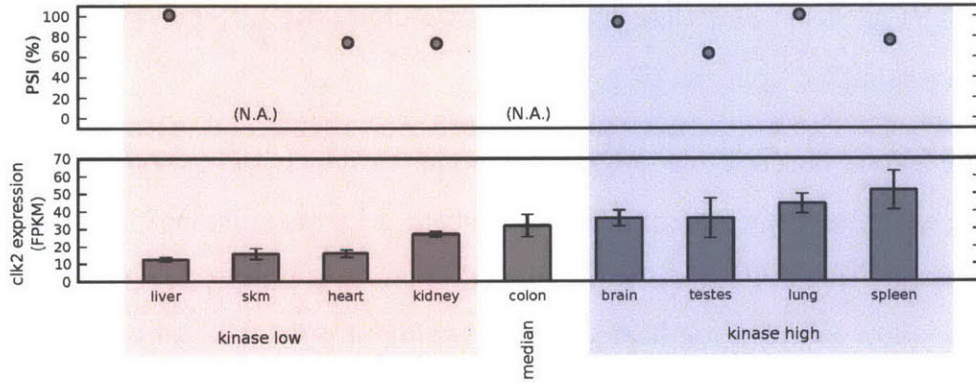 PSI (%)
100
80
60
40
20
0
(N.A.)
(N.A.)
clk2 expression
(FPKM)
70
60
50
40
30
20
10
0
liver
skm
heart
kidney
colon
brain
testes
lung
spleen
kinase low
median
kinase high